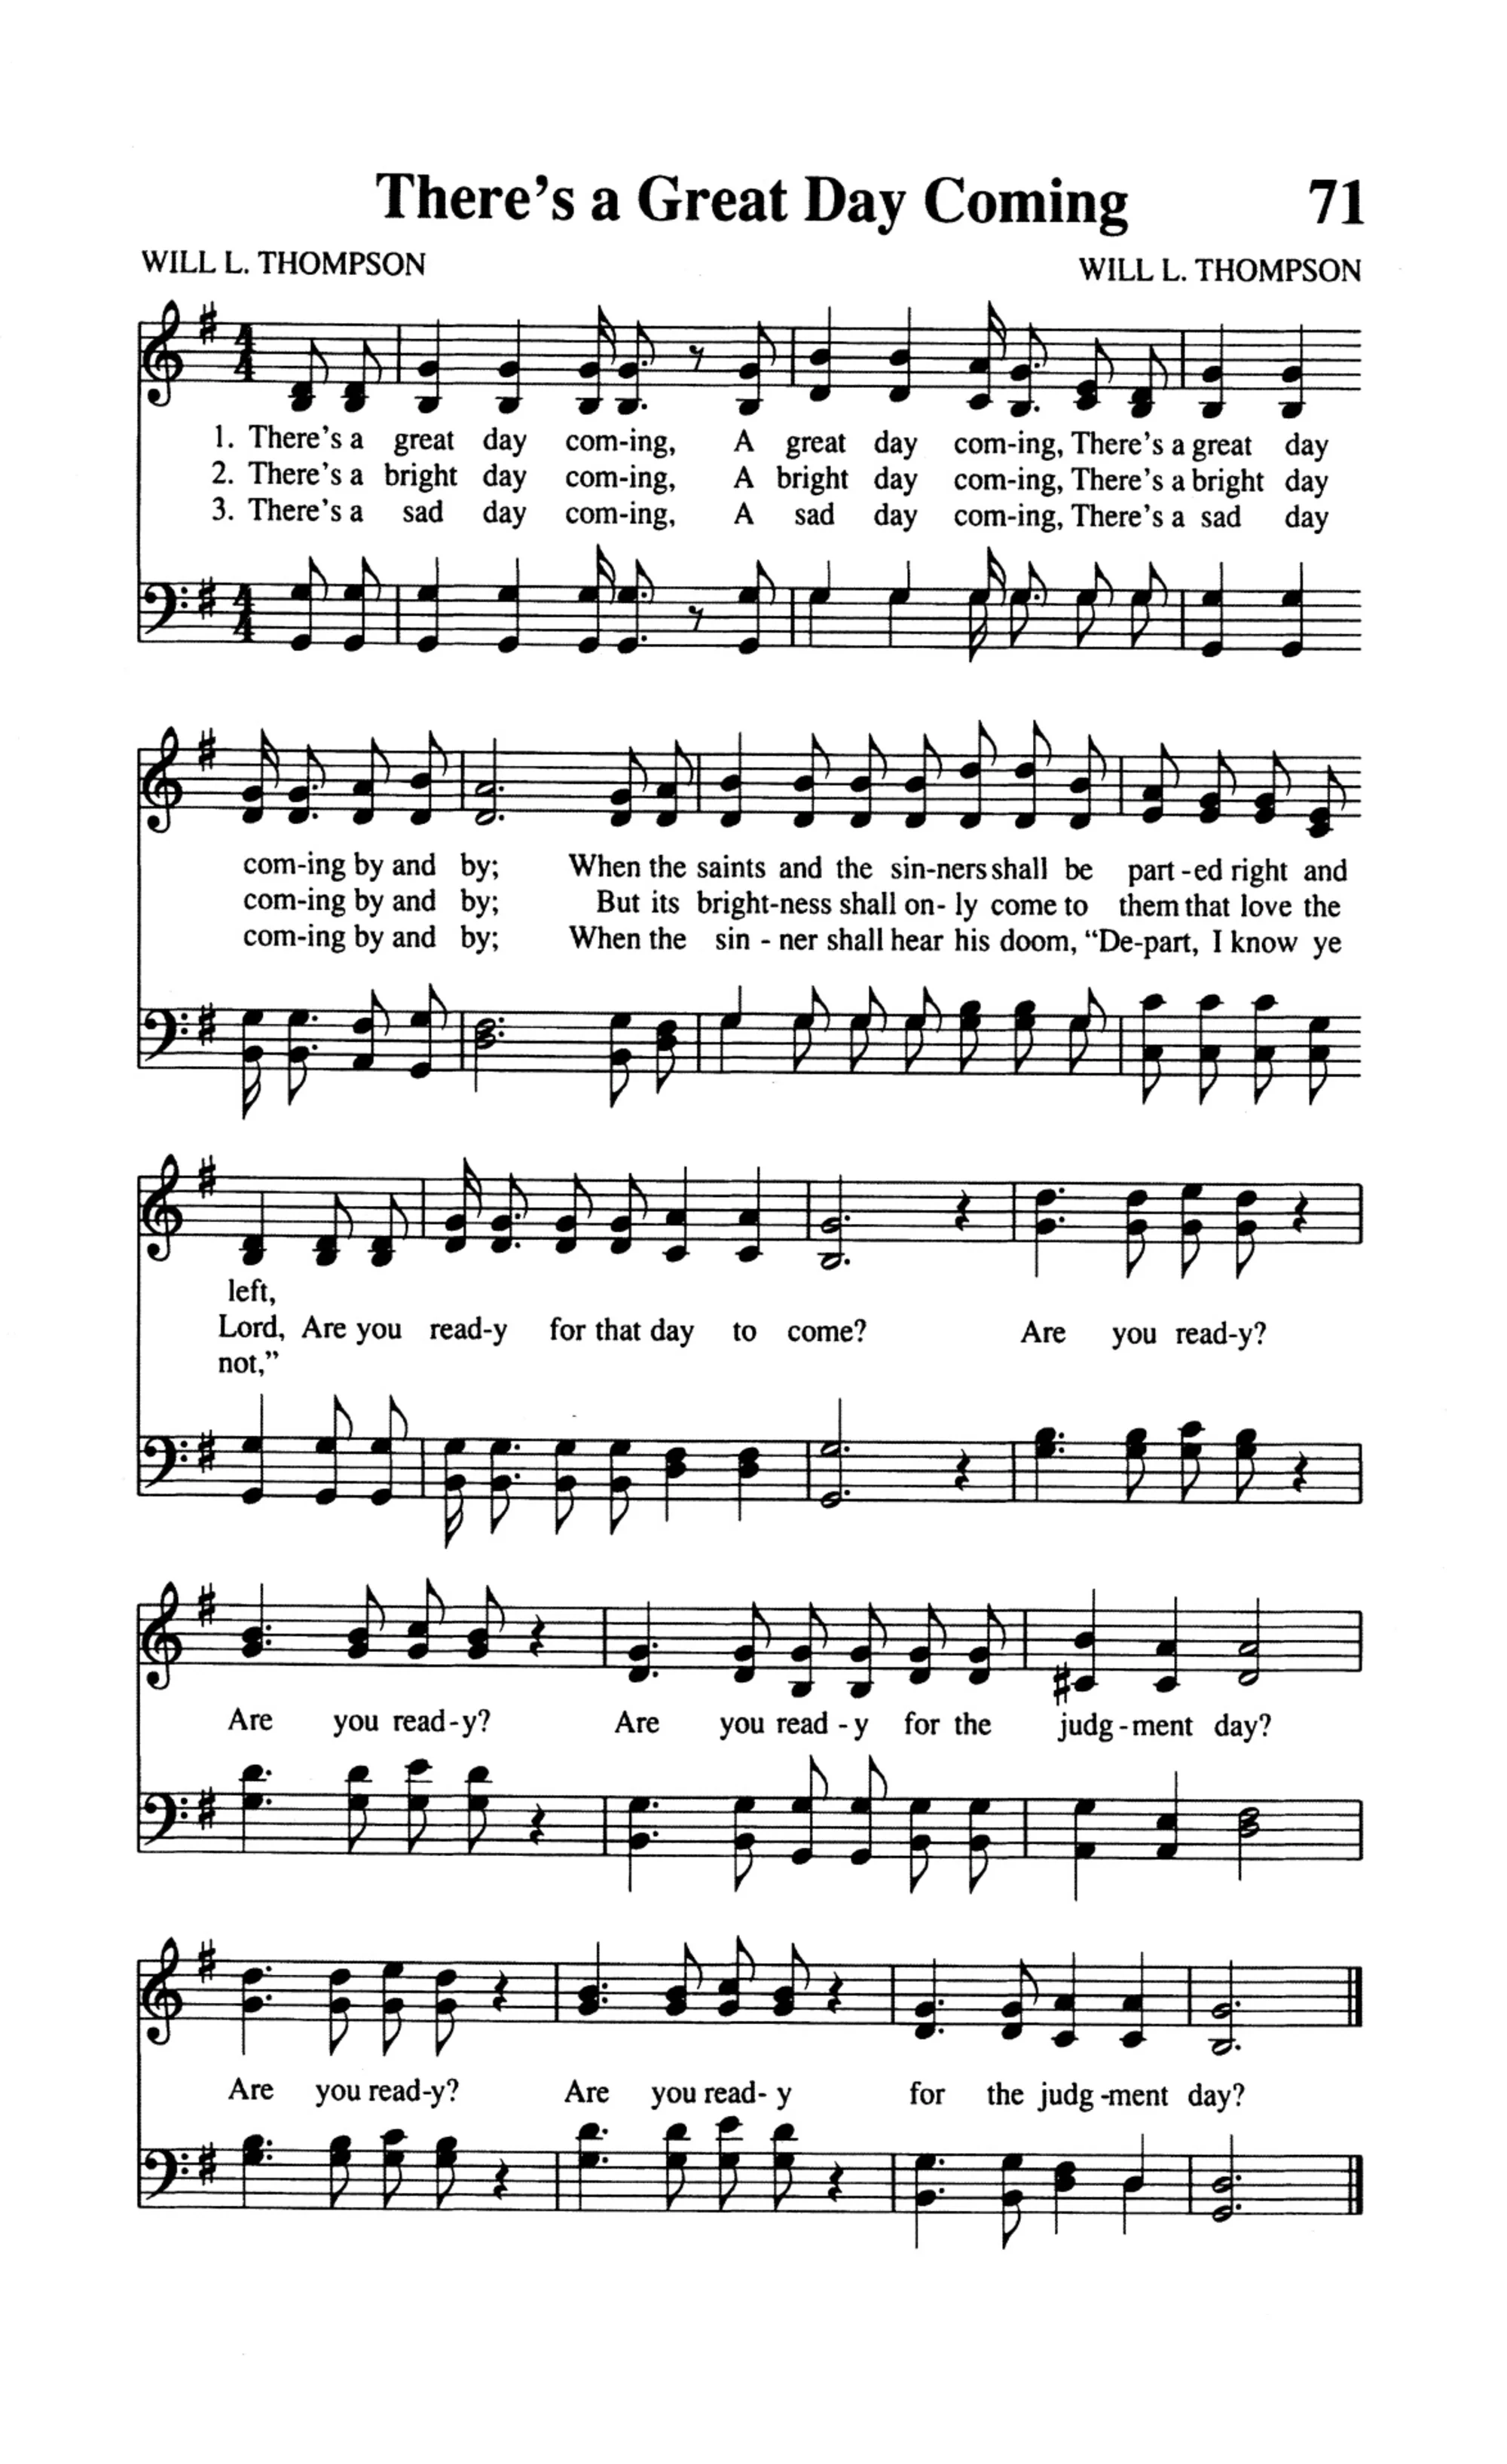 There's a Great Day Coming 71
WILL L. THOMPSON WILL L. THOMPSON
4 4
1. There's a great day com-ing, A great day com-ing, There's a great day
2. There's a bright day com-ing, A bright day com-ing, There's a bright day
3. There's a sad day com-ing, A sad day com-ing, There's a sad day
4 4
com-ing by and by; When the saints and the sin-ners shall be part-ed right and
com-ing by and by; But its bright-ness shall on-ly come to them that love the
com-ing by and by; When the sin-ner shall hear his doom, “De-part, I know ye
left,
Lord, Are you read-y for that day to come? Are you read-y?
not,”
Are you read-y? Are you read-y for the judg-ment day?
Are you read-y? Are you read-y for the judg-ment day?